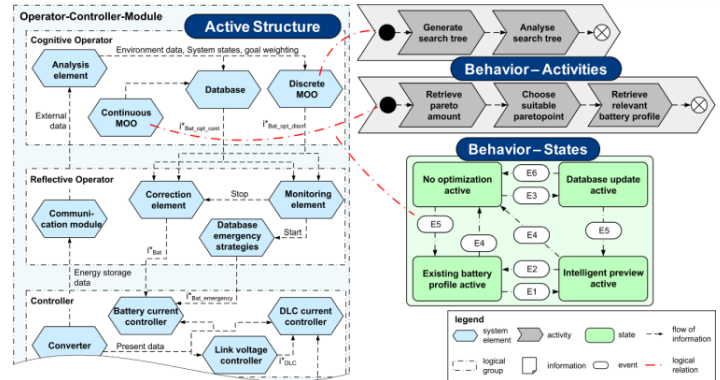 Operator-Controller-Module
Active Structure
Cognitive Operator
Analysis
element
Environment data, System states, goal weighting
Database
Discrete
MOO
Continuous
MOO
External
data
i*Bat_opt_cont
i*Bat_opt_discr
Reflective Operator
Correction
element
Stop
Monitoring
element
Communi-
cation module
Database
emergency
strategies
Start
i*Bat
Energy storage
data
i*Bat_emergency
Controller
Battery current
controller
DLC current
controller
Converter
Present data
Link voltage
controller
i*DLC
Generate
search tree
Analyse
search tree
Behavior – Activities
Retrieve
pareto
amount
Choose
suitable
paretopoint
Retrieve
relevant
battery profile
Behavior – States
No optimization
active
E6
E3
Database update
active
E5
E4
E4
E5
Existing battery
profile active
E2
E1
Intelligent preview
active
legend
system
element
activity
state
flow of
information
logical
group
information
event
logical
relation